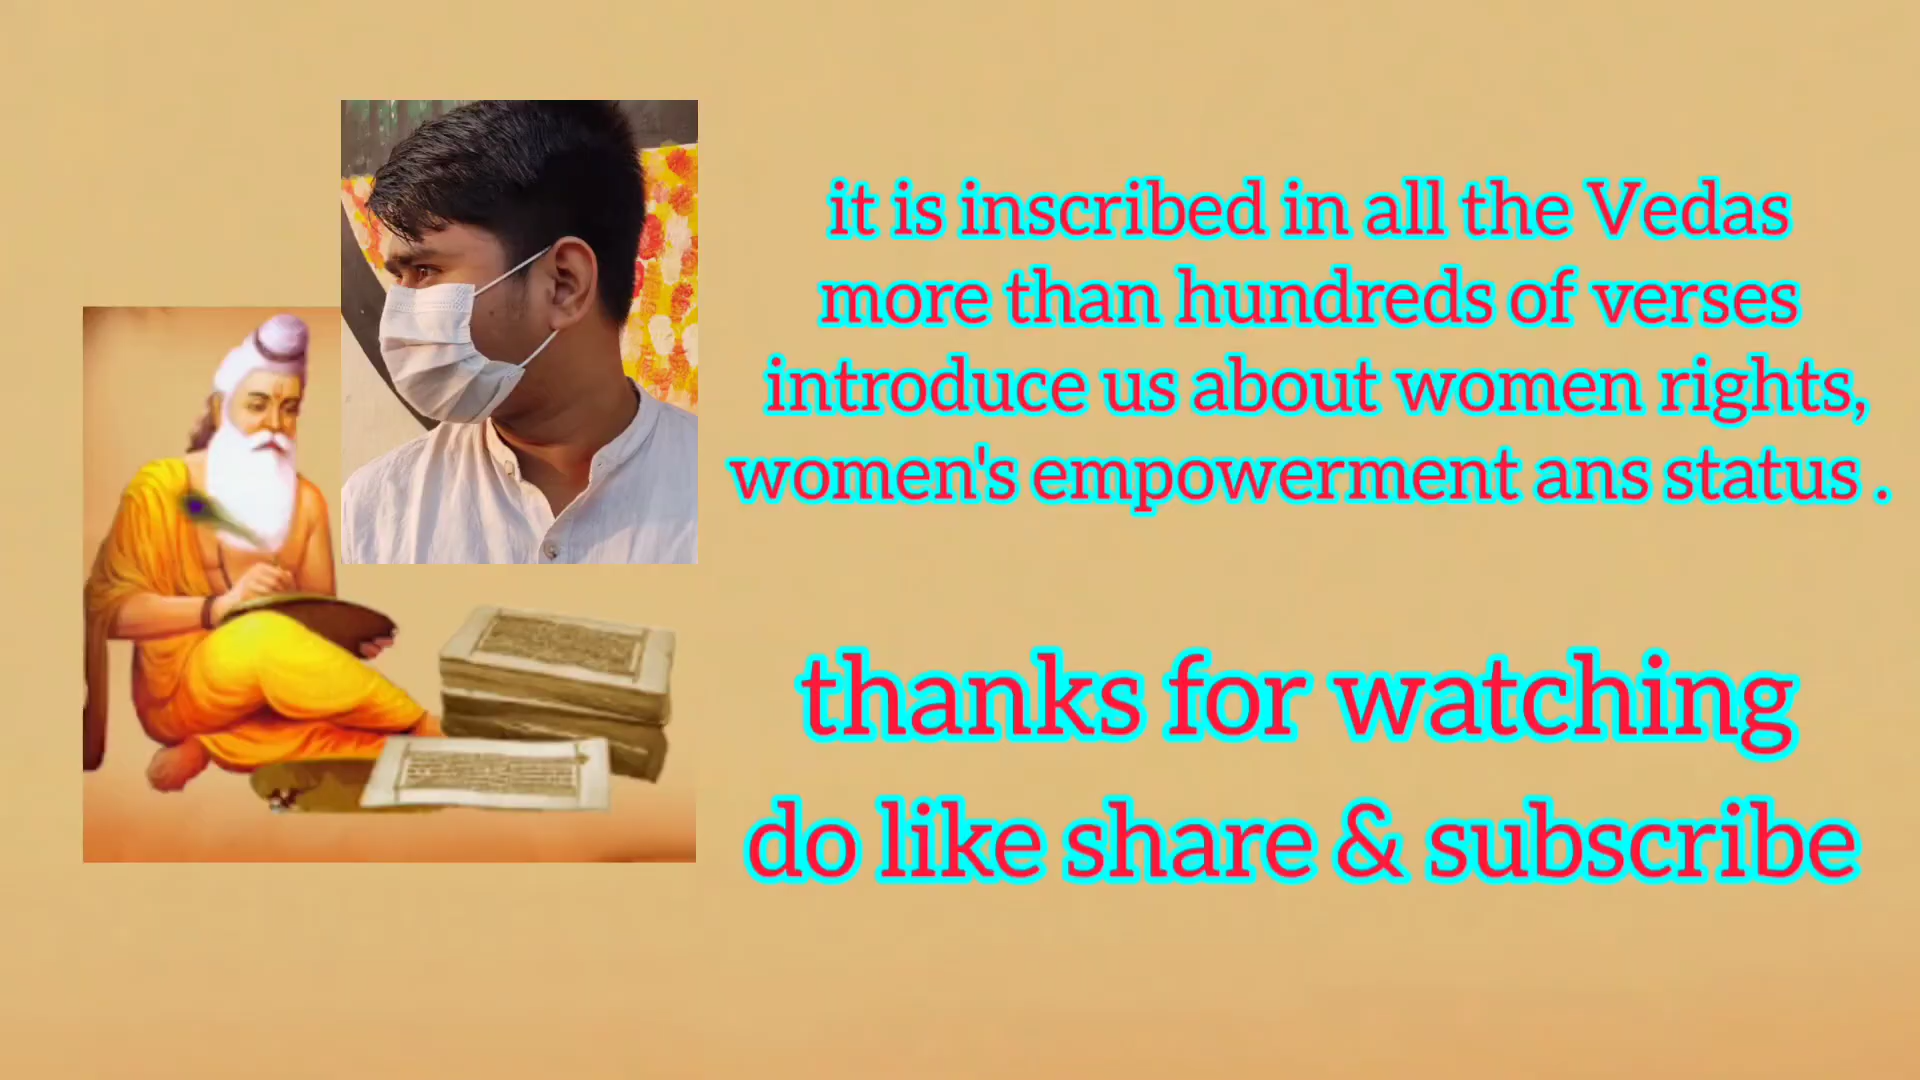 it is inscribed in all the Vedas
more than hundreds of verses
introduce us about women rights,
women's empowerment ans status .
thanks for watching
do like share & subscribe